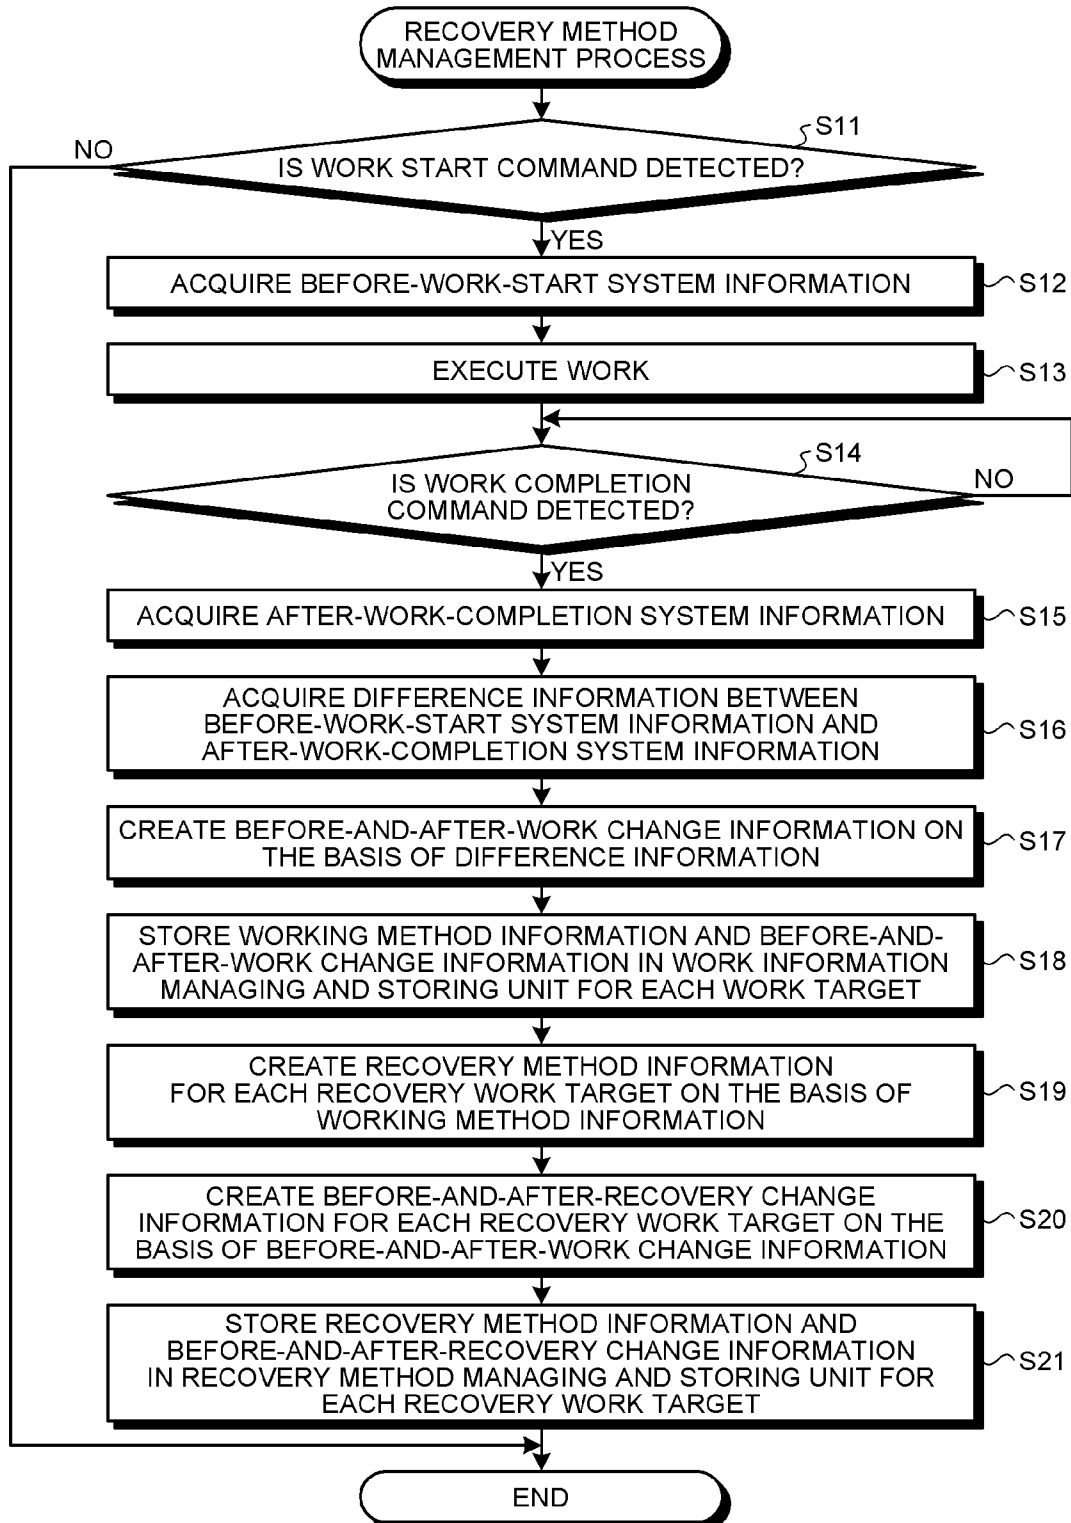 RECOVERY METHOD
MANAGEMENT PROCESS
S11
NO
IS WORK START COMMAND DETECTED?
YES
ACQUIRE BEFORE-WORK-START SYSTEM INFORMATION
S12
EXECUTE WORK
S13
S14
IS WORK COMPLETION
COMMAND DETECTED?
NO
YES
ACQUIRE AFTER-WORK-COMPLETION SYSTEM INFORMATION
S15
ACQUIRE DIFFERENCE INFORMATION BETWEEN
BEFORE-WORK-START SYSTEM INFORMATION AND
AFTER-WORK-COMPLETION SYSTEM INFORMATION
S16
CREATE BEFORE-AND-AFTER-WORK CHANGE INFORMATION ON
THE BASIS OF DIFFERENCE INFORMATION
S17
STORE WORKING METHOD INFORMATION AND BEFORE-AND-
AFTER-WORK CHANGE INFORMATION IN WORK INFORMATION
MANAGING AND STORING UNIT FOR EACH WORK TARGET
S18
CREATE RECOVERY METHOD INFORMATION
FOR EACH RECOVERY WORK TARGET ON THE BASIS OF
WORKING METHOD INFORMATION
S19
CREATE BEFORE-AND-AFTER-RECOVERY CHANGE
INFORMATION FOR EACH RECOVERY WORK TARGET ON THE
BASIS OF BEFORE-AND-AFTER-WORK CHANGE INFORMATION
S20
STORE RECOVERY METHOD INFORMATION AND
BEFORE-AND-AFTER-RECOVERY CHANGE INFORMATION
IN RECOVERY METHOD MANAGING AND STORING UNIT FOR
EACH RECOVERY WORK TARGET
S21
END